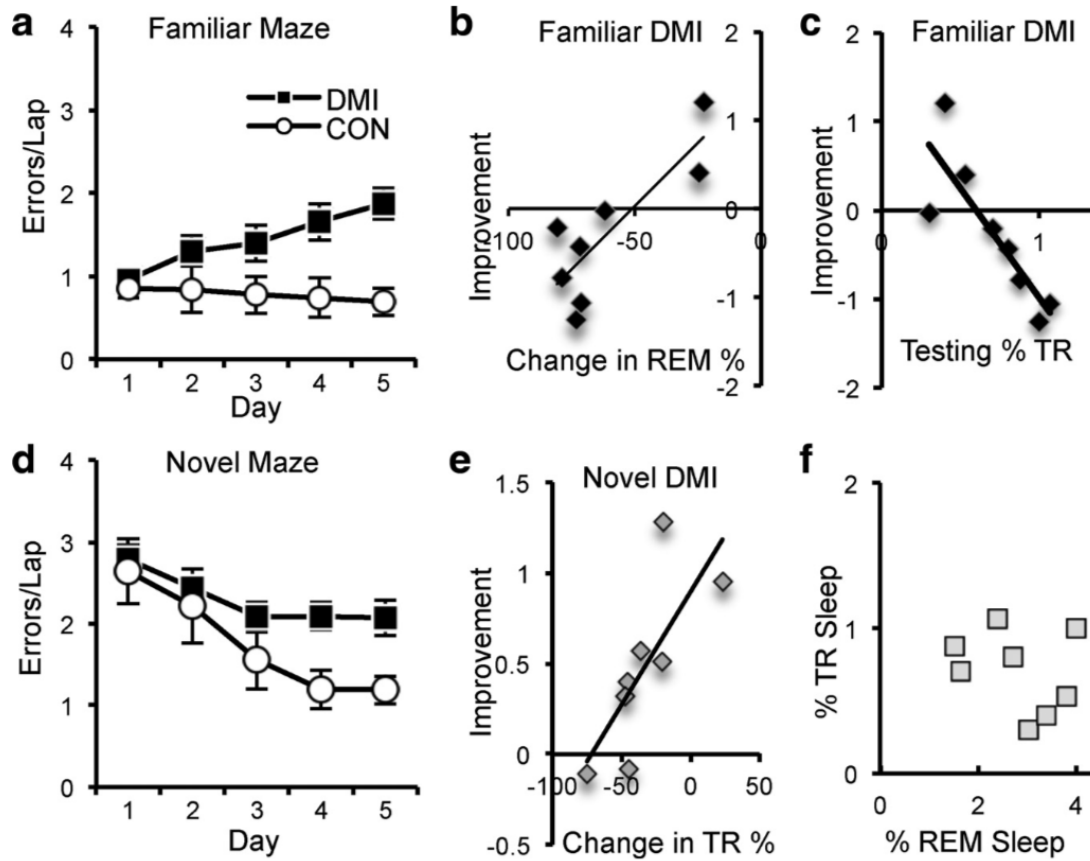 a
Familiar Maze
4
3
2
1
0
Errors/Lap
DMI
CON
1 2 3 4 5
Day
b
Familiar DMI
2
1
0
-1
-2
Improvement
-100 -50 0
Change in REM %
c
Familiar DMI
2
1
0
-1
-2
Improvement
0 1
Testing % TR
d
Novel Maze
4
3
2
1
0
Errors/Lap
1 2 3 4 5
Day
e
Novel DMI
1.5
1
0.5
0
-0.5
Improvement
-100 -50 0 50
Change in TR %
f
2
1
0
% TR Sleep
0 2 4
% REM Sleep